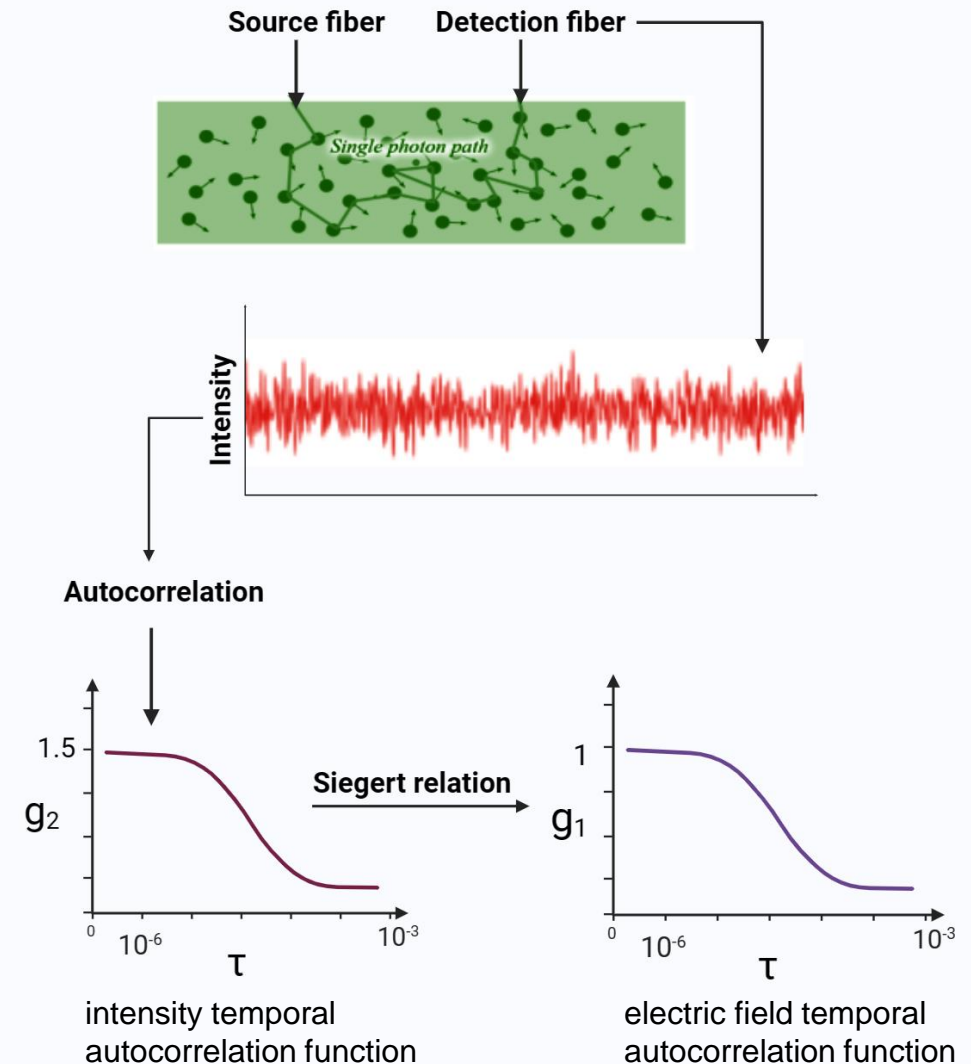 Source fiber
Detection fiber
Single photon path
Intensity
Autocorrelation
1.5
g₂
0
10⁻⁶
10⁻³
τ
Siegert relation
1
g₁
0
10⁻⁶
10⁻³
τ
intensity temporal
autocorrelation function
electric field temporal
autocorrelation function